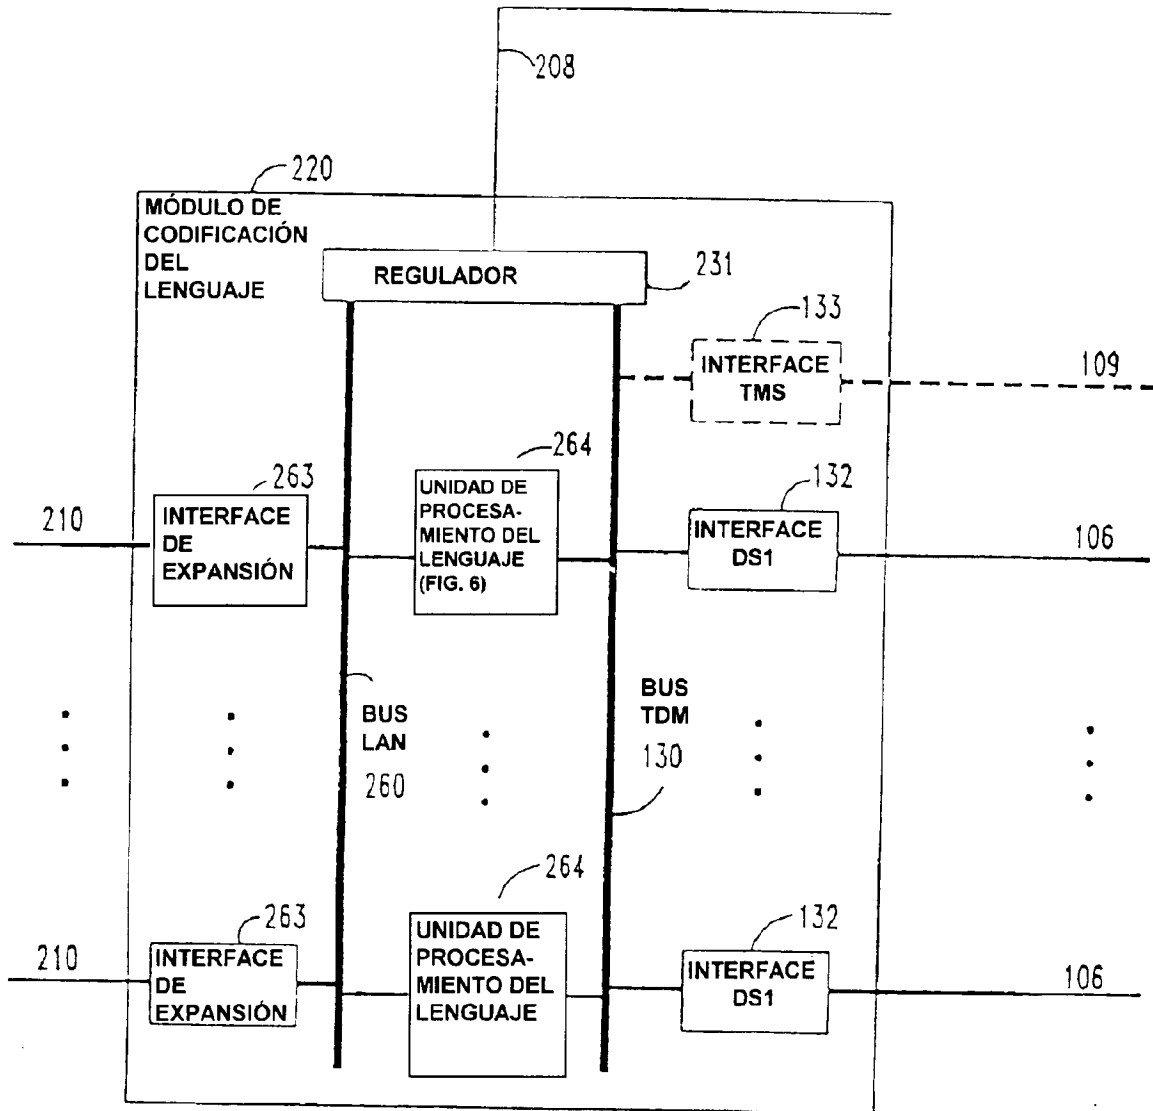 208
220
MÓDULO DE
CODIFICACIÓN
DEL
LENGUAJE
REGULADOR
231
133
INTERFACE
TMS
109
263
264
132
210
INTERFACE
DE
EXPANSIÓN
UNIDAD DE
PROCESA-
MIENTO DEL
LENGUAJE
(FIG. 6)
INTERFACE
DS1
106
BUS
LAN
260
BUS
TDM
130
263
264
132
210
INTERFACE
DE
EXPANSIÓN
UNIDAD DE
PROCESA-
MIENTO DEL
LENGUAJE
INTERFACE
DS1
106